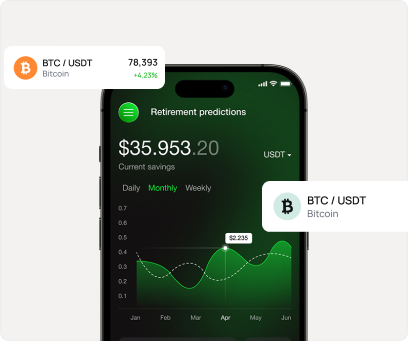 BTC / USDT 78,393
Bitcoin +4,23%
Retirement predictions
$35.953.20
Current savings
USDT
Daily Monthly Weekly
0.7
$2.235
0.6
0.5
0.4
0.3
0.2
0.1
Jan Feb Mar Apr May Jun
BTC / USDT
Bitcoin